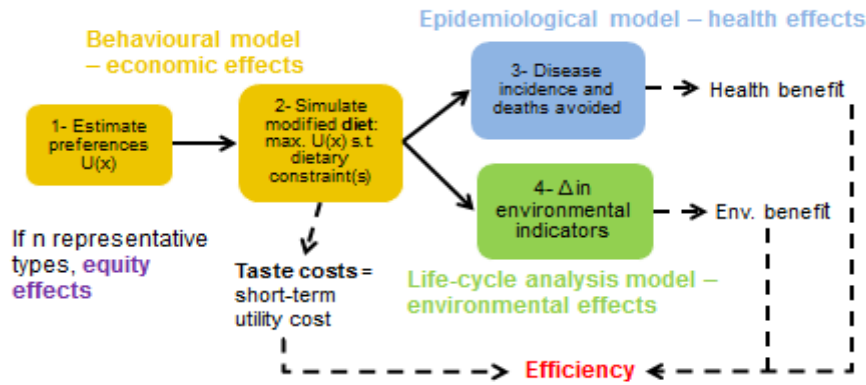 Behavioural model
– economic effects
Epidemiological model – health effects
1- Estimate
preferences
U(x)
2- Simulate
modified diet:
max. U(x) s.t.
dietary
constraint(s)
3- Disease
incidence and
deaths avoided
Health benefit
4- Δ in
environmental
indicators
Env. benefit
If n representative
types, equity
effects
Taste costs =
short-term
utility cost
Life-cycle analysis model –
environmental effects
Efficiency